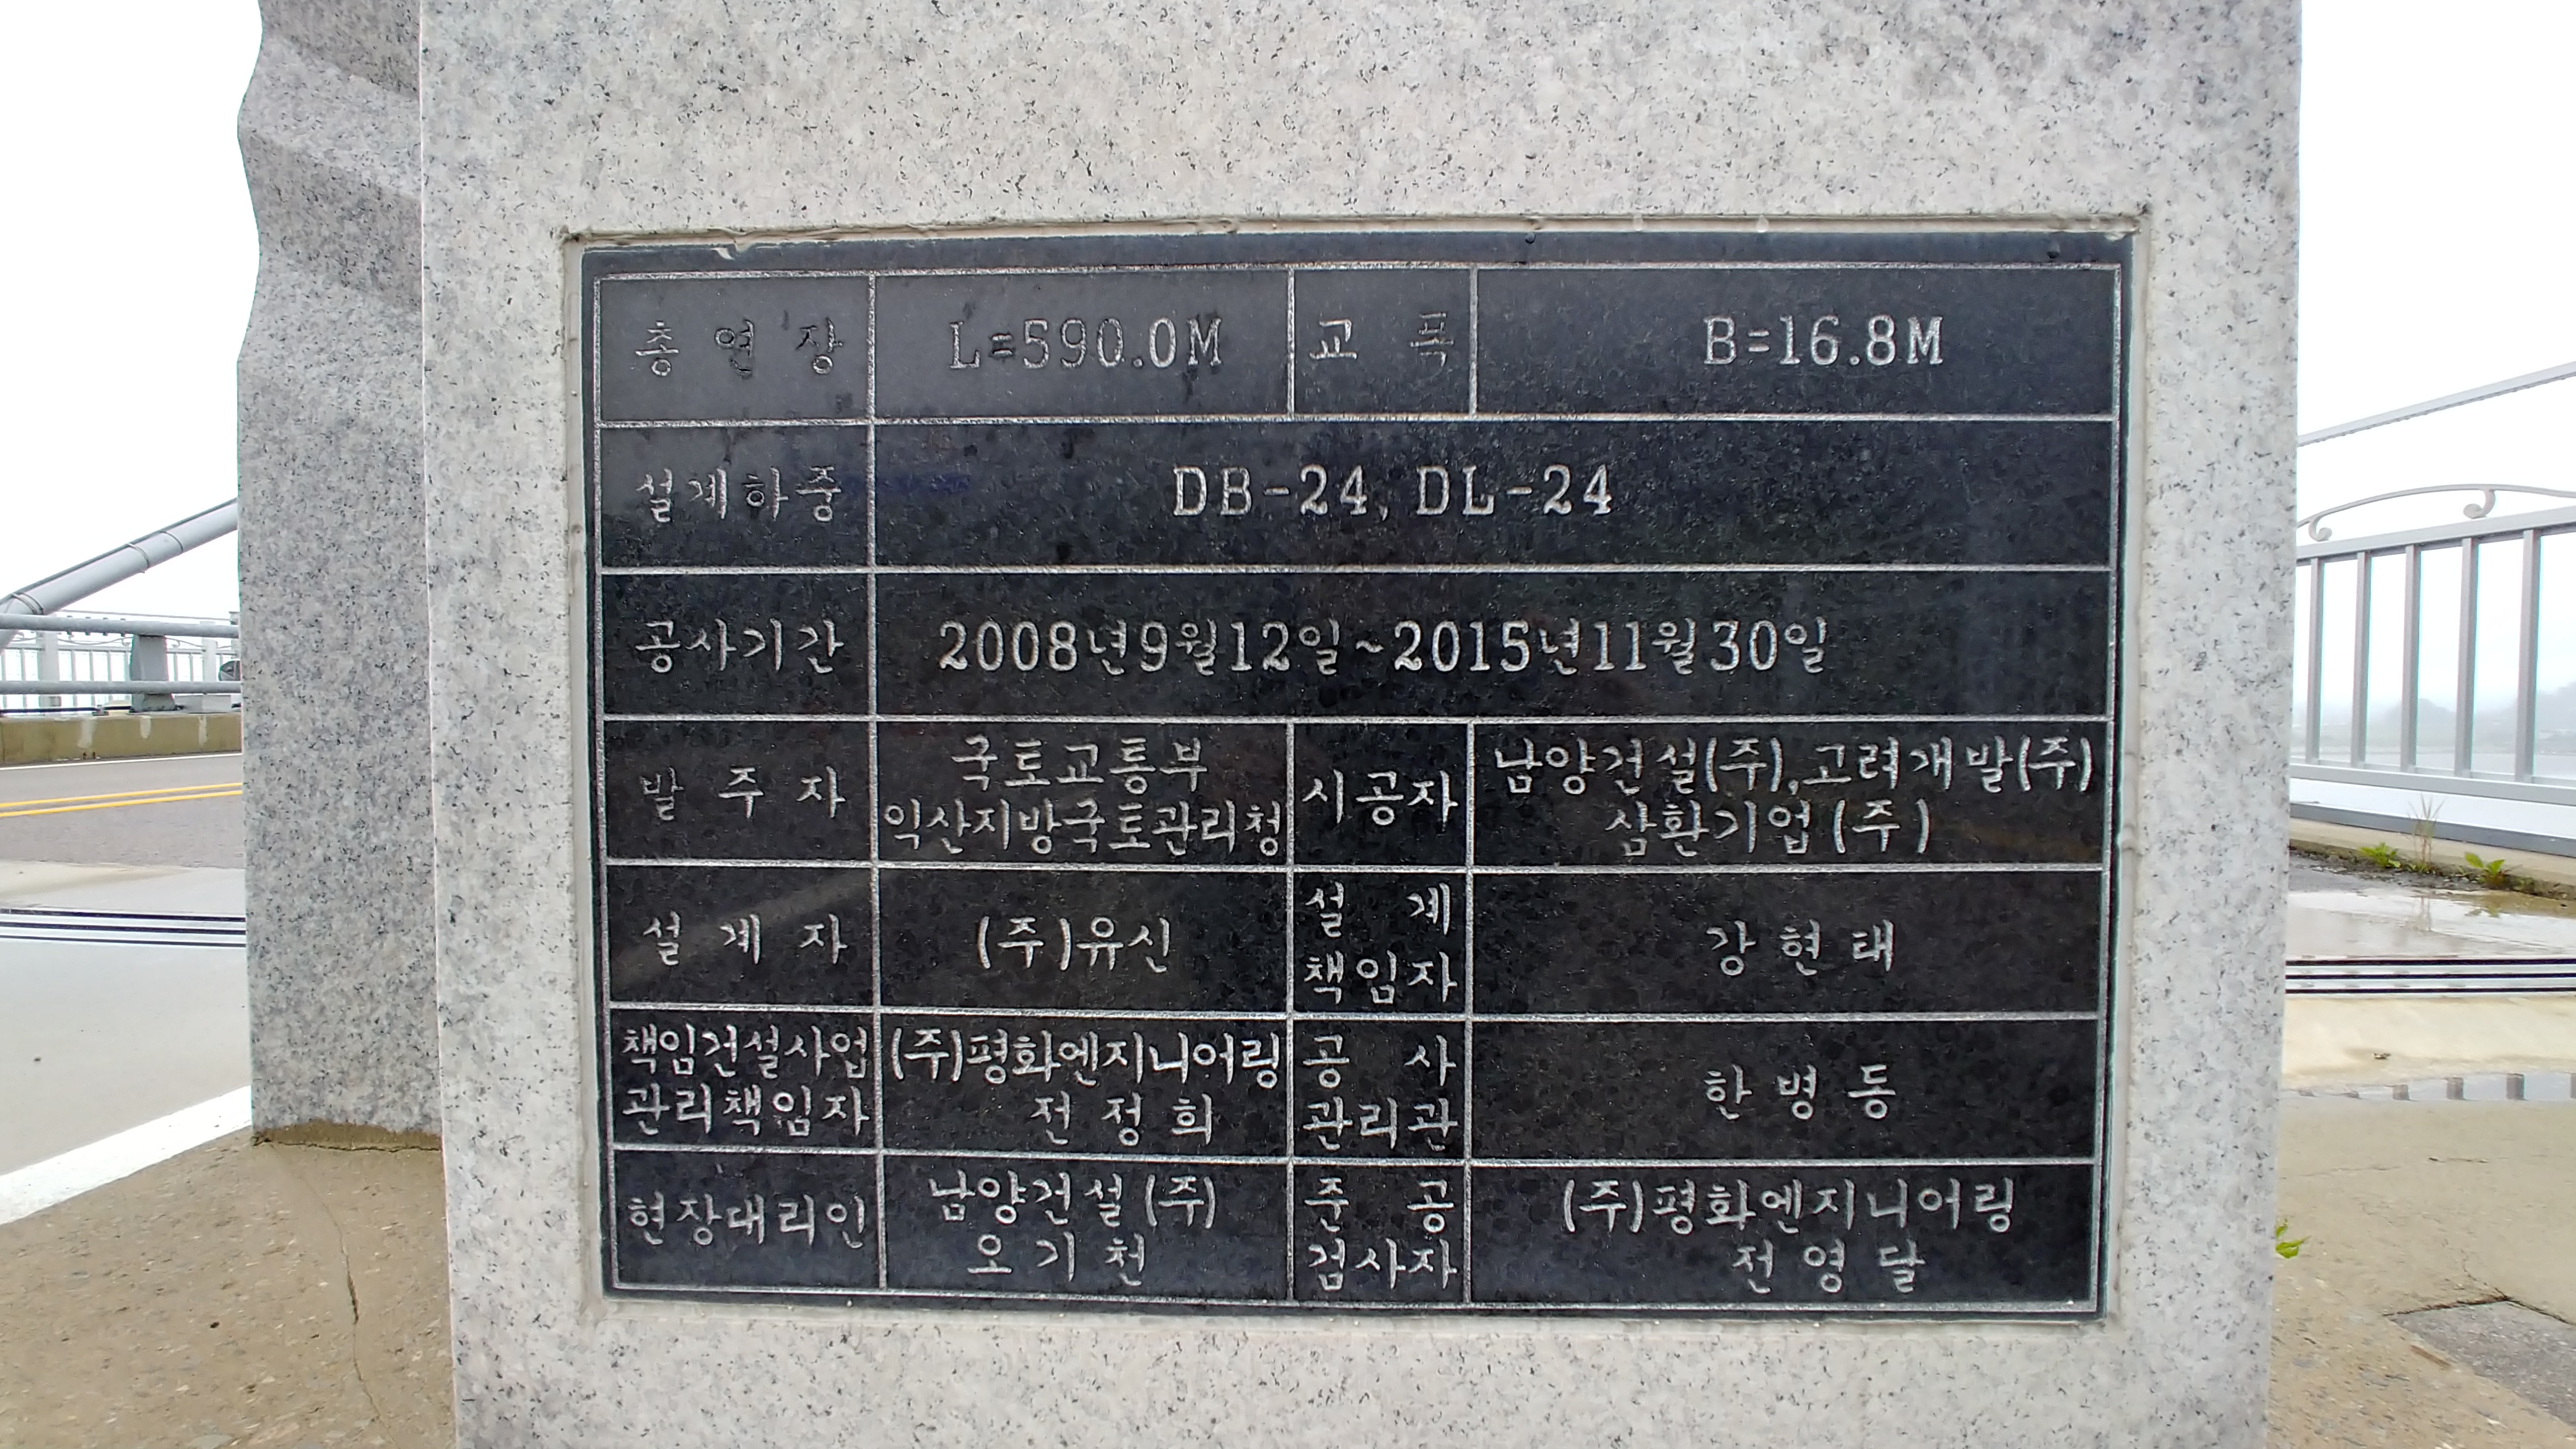 총 연 장 L=590.0M 교 폭 B=16.8M
설계하중 DB-24, DL-24
공사기간 2008년9월12일~2015년11월30일
발 주 자
국토교통부
익산지방국토관리청
시공자
남양건설(주),고려개발(주)
삼환기업(주)
설 계 자
(주)유신
설 계
책임자
강 현 태
책임건설사업
관리책임자
(주)평화엔지니어링
전 정 희
공 사
관리관
한 병 등
현장대리인
남양건설(주)
오 기 천
준 공
검사자
(주)평화엔지니어링
전 영 달